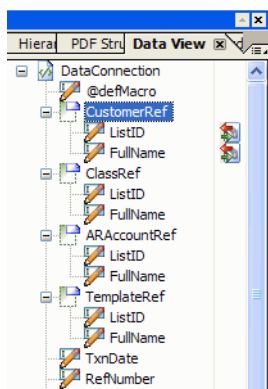 Hierar PDF Stru Data View
DataConnection
@defMacro
CustomerRef
ListID
FullName
ClassRef
ListID
FullName
ARAccountRef
ListID
FullName
TemplateRef
ListID
FullName
TxnDate
RefNumber